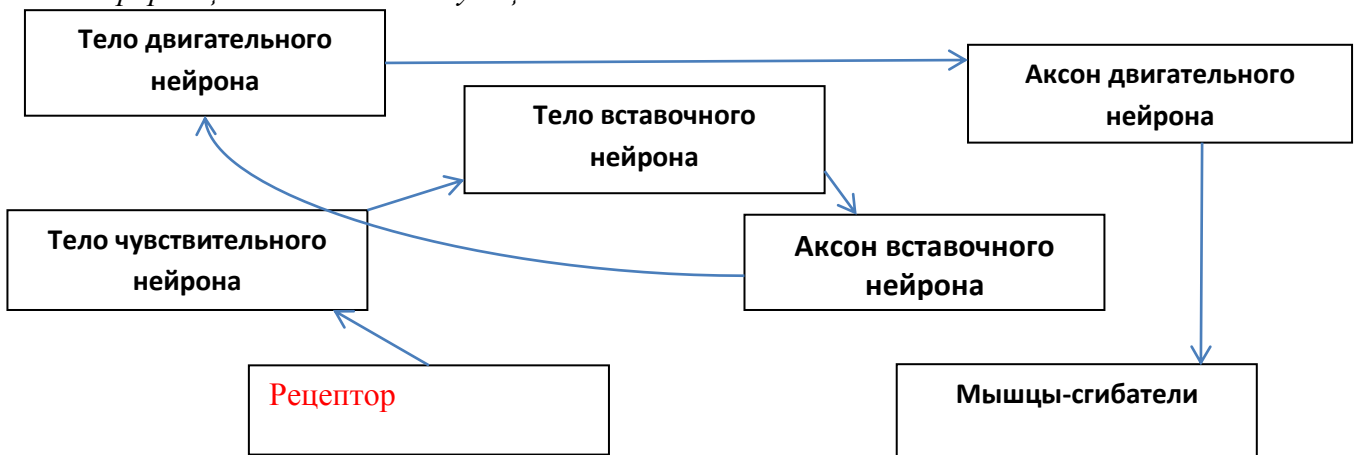 Тело двигательного
нейрона
Аксон двигательного
нейрона
Тело вставочного
нейрона
Тело чувствительного
нейрона
Аксон вставочного
нейрона
Рецептор
Мышцы-сгибатели